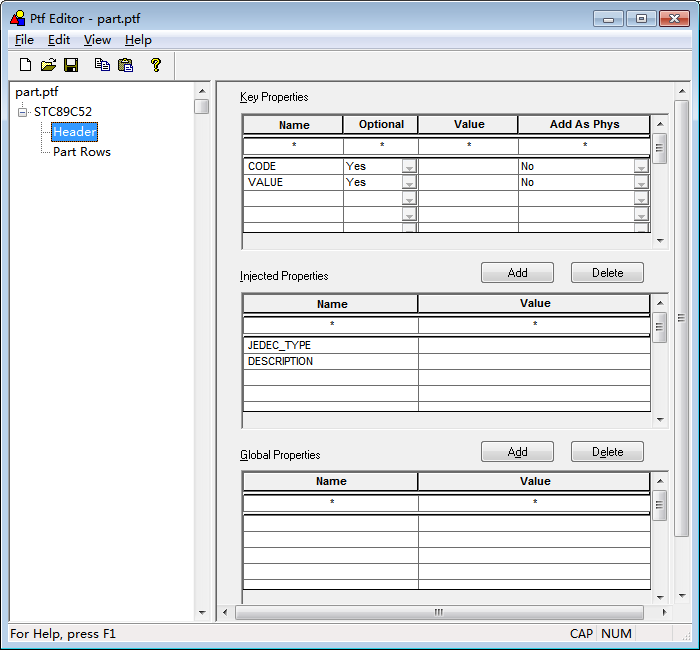 Ptf Editor - part.ptf
File Edit View Help
part.ptf
STC89C52
Header
Part Rows
Key Properties
Name Optional Value Add As Phys
* * * *
CODE Yes No
VALUE Yes No
Add Delete
Injected Properties
Name Value
* *
JEDEC_TYPE
DESCRIPTION
Add Delete
Global Properties
Name Value
* *
For Help, press F1 CAP NUM